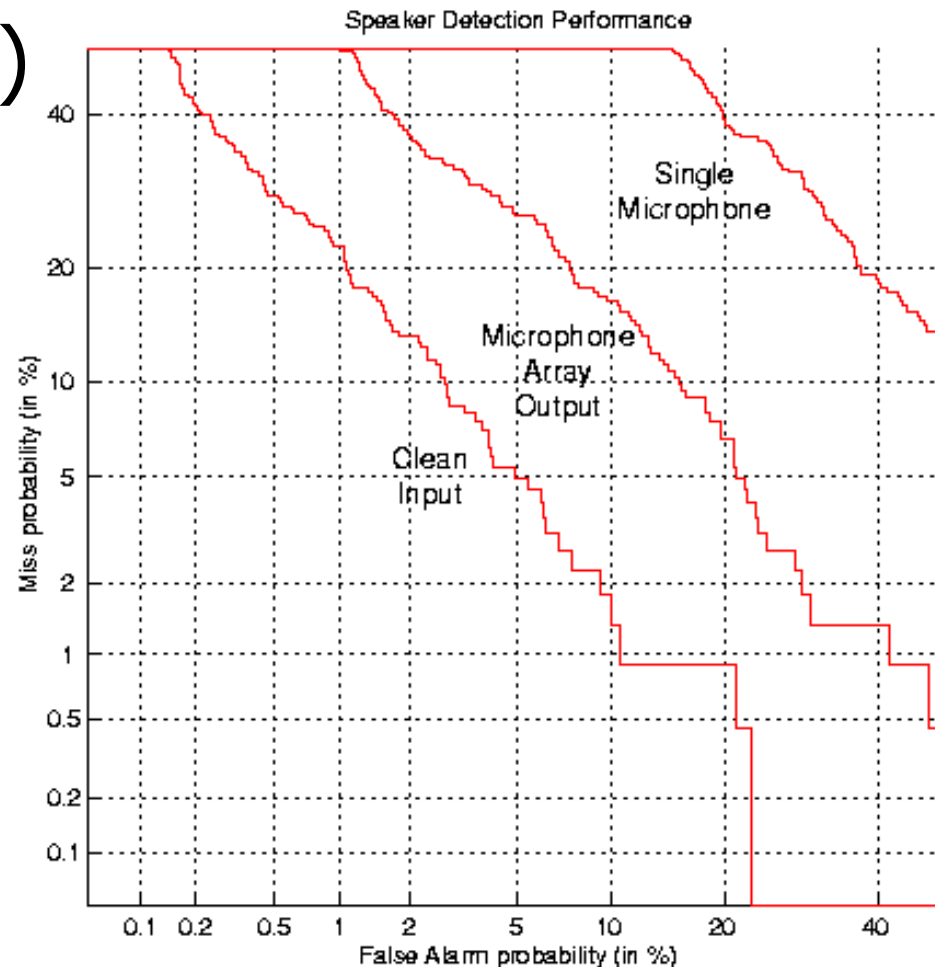 )
Speaker Detection Performance
40
20
10
5
2
1
0.5
0.2
0.1
Miss probability (in %)
Single
Microphone
Microphone
Array
Output
Clean
Input
0.1 0.2 0.5 1 2 5 10 20 40
False Alarm probability (in %)